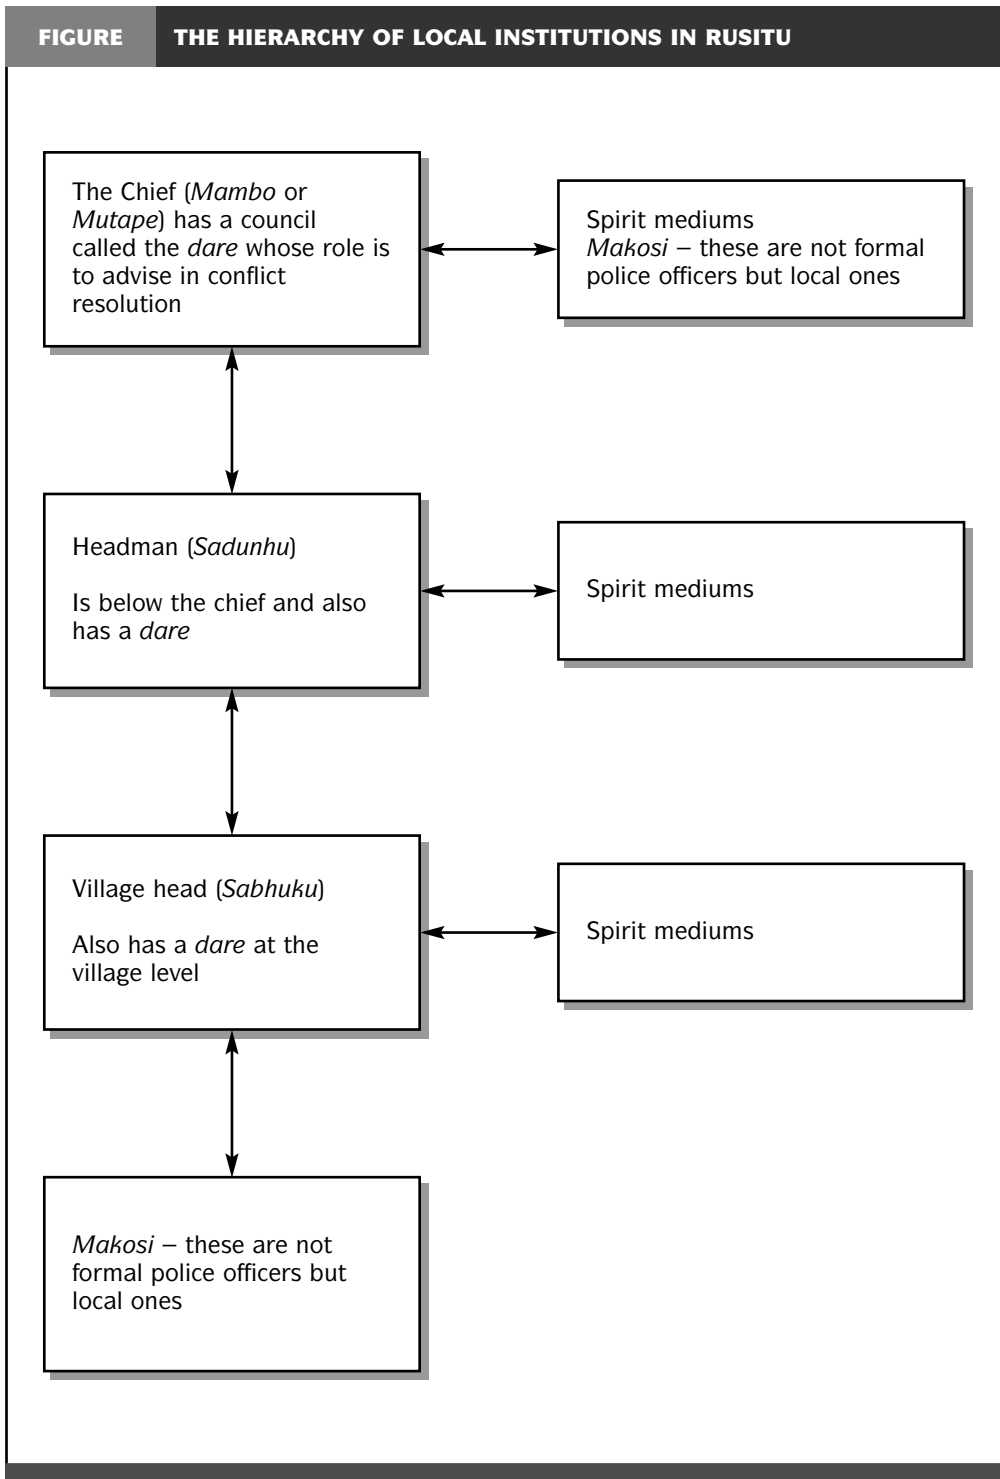 FIGURE THE HIERARCHY OF LOCAL INSTITUTIONS IN RUSITU
The Chief (Mambo or
Mutape) has a council
called the dare whose role is
to advise in conflict
resolution
Spirit mediums
Makosi – these are not formal
police officers but local ones
Headman (Sadunhu)
Is below the chief and also
has a dare
Spirit mediums
Village head (Sabhuku)
Also has a dare at the
village level
Spirit mediums
Makosi – these are not
formal police officers but
local ones